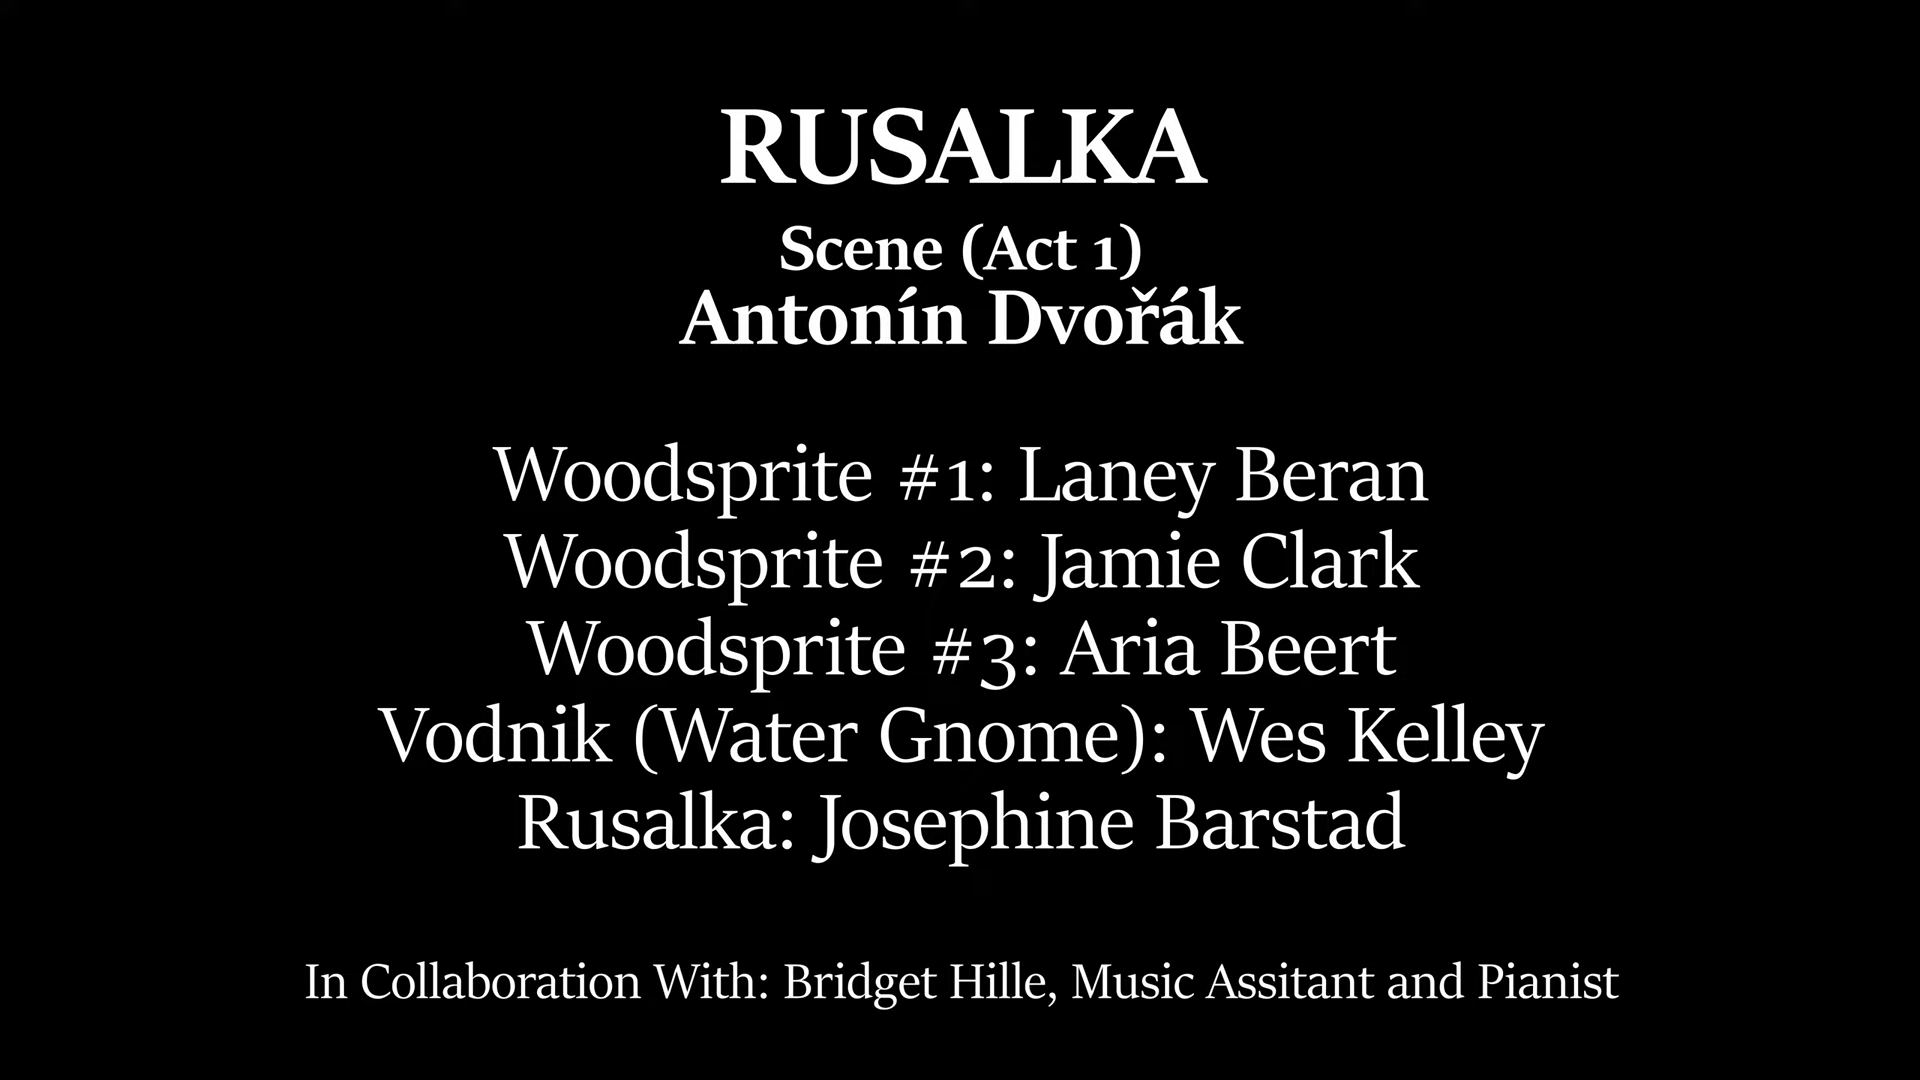 RUSALKA
Scene (Act 1)
Antonín Dvořák
Woodsprite #1: Laney Beran
Woodsprite #2: Jamie Clark
Woodsprite #3: Aria Beert
Vodnik (Water Gnome): Wes Kelley
Rusalka: Josephine Barstad
In Collaboration With: Bridget Hille, Music Assitant and Pianist